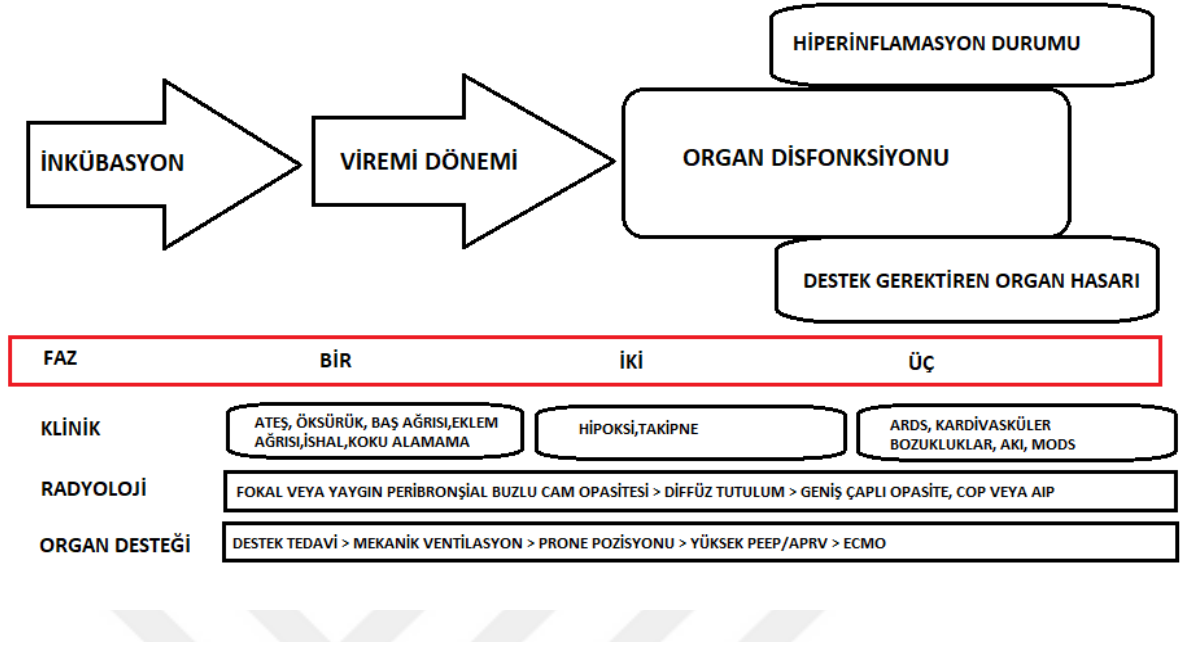 HİPERİNFLAMASYON DURUMU
İNKÜBASYON
VİREMİ DÖNEMİ
ORGAN DİSFONKSİYONU
DESTEK GEREKTİREN ORGAN HASARI
FAZ BİR İKİ ÜÇ
KLİNİK
ATEŞ, ÖKSÜRÜK, BAŞ AĞRISI,EKLEM
AĞRISI,İSHAL,KOKU ALAMAMA
HİPOKSİ,TAKİPNE
ARDS, KARDİVASKÜLER
BOZUKLUKLAR, AKI, MODS
RADYOLOJİ
FOKAL VEYA YAYGIN PERİBRONŞİAL BUZLU CAM OPASİTESİ > DİFFÜZ TUTULUM > GENİŞ ÇAPLI OPASİTE, COP VEYA AIP
ORGAN DESTEĞİ
DESTEK TEDAVİ > MEKANİK VENTİLASYON > PRONE POZİSYONU > YÜKSEK PEEP/APRV > ECMO